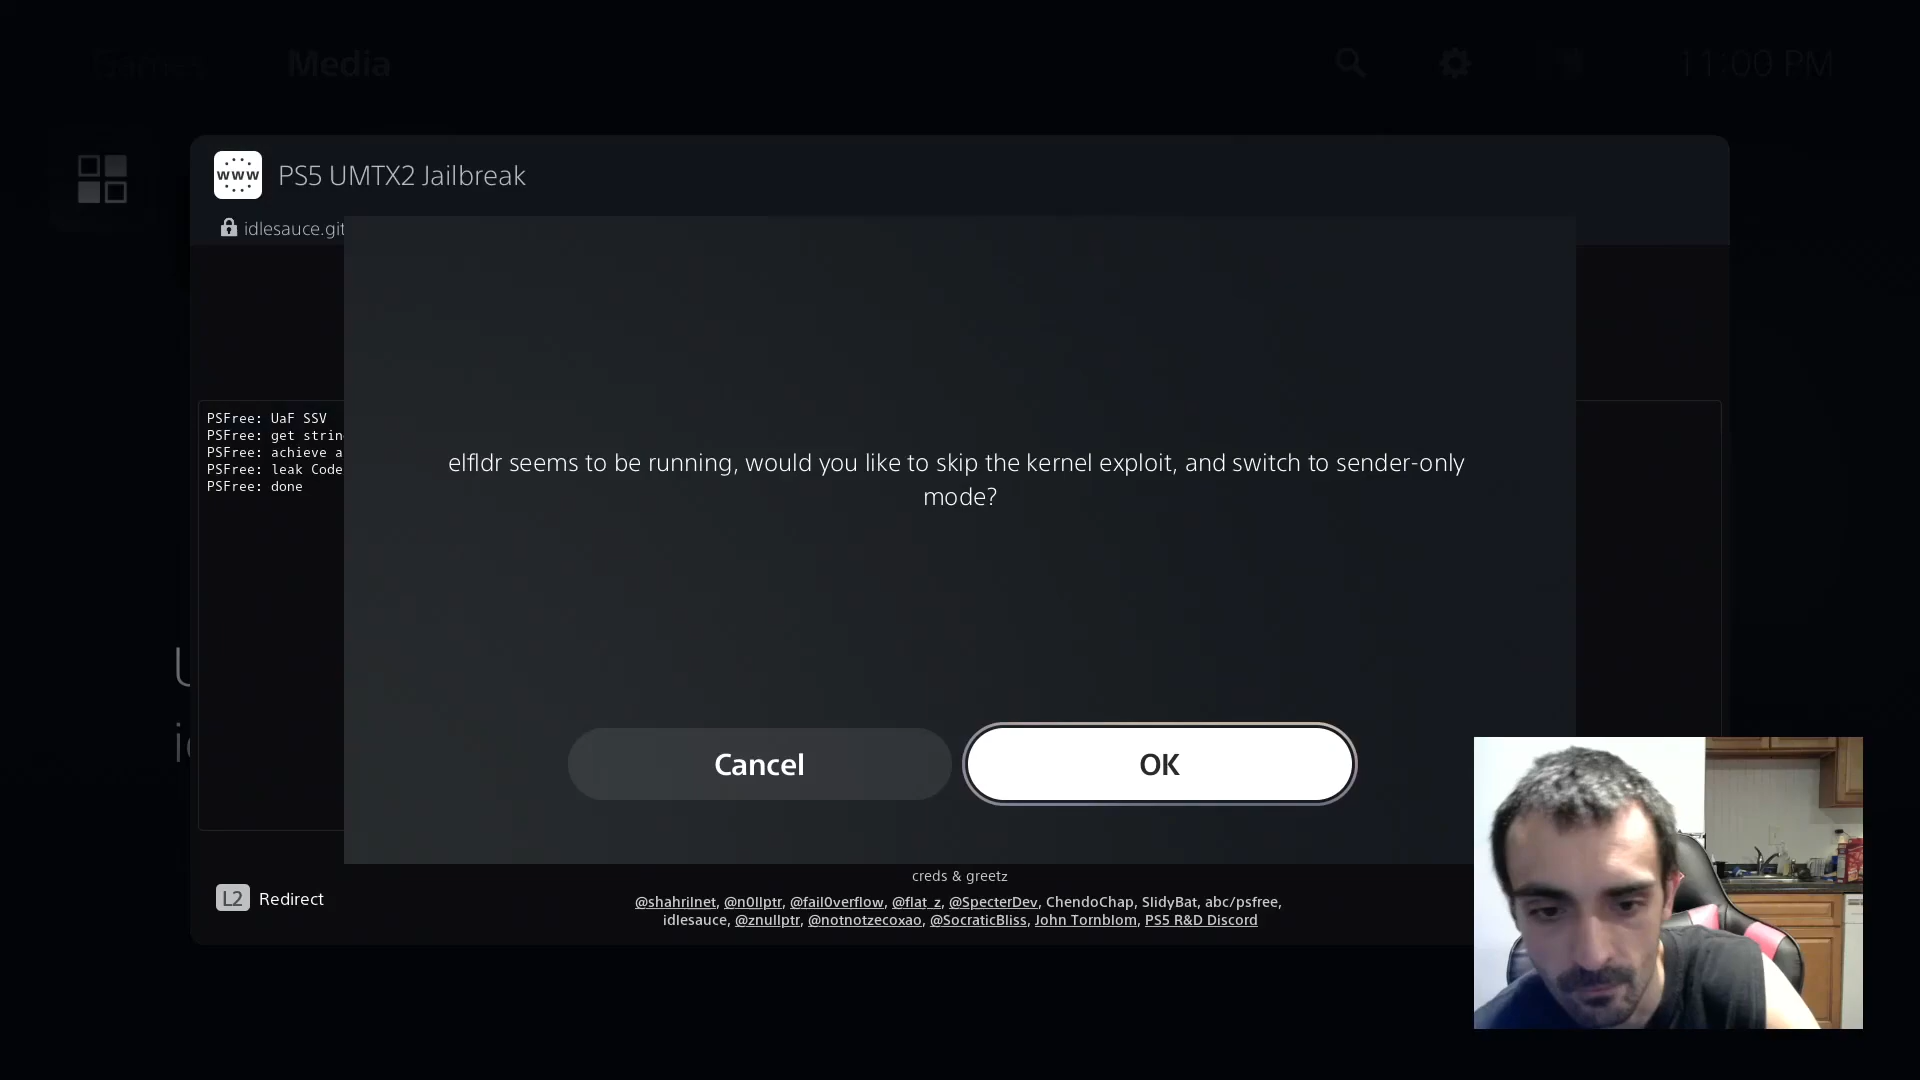 Games Media 11:00 PM
www PS5 UMTX2 Jailbreak
idlesauce.git
PSFree: UaF SSV
PSFree: get strin
PSFree: achieve a
PSFree: leak Code
PSFree: done
elfldr seems to be running, would you like to skip the kernel exploit, and switch to sender-only
mode?
Cancel OK
L2 Redirect
creds & greetz
@shahrilnet, @n0llptr, @fail0verflow, @flat_z, @SpecterDev, ChendoChap, SlidyBat, abc/psfree,
idlesauce, @znullptr, @notnotzecoxao, @SocraticBliss, John Tornblom, PS5 R&D Discord